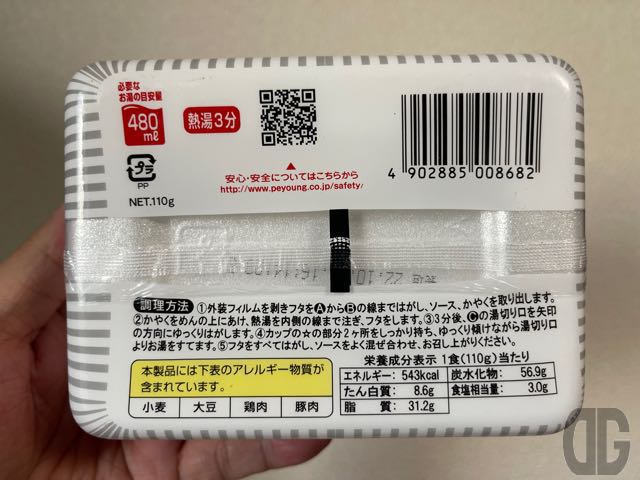 必要な
お湯の目安量
480
ml
熱湯3分
プラ
PP
NET.110g
安心・安全についてはこちらから
http://www.peyoung.co.jp/safety/
4 902885 008682
調理方法 ①外装フィルムを剥きフタをⒶからⒷの線まではがし、ソース、かやくを取り出します。
②かやくをめんの上にあけ、熱湯を内側の線まで注ぎ、フタをします。③3分後、Ⓒの湯切り口を矢印
の方向にゆっくりはがします。④カップの☆の部分2ヶ所をしっかり持ち、ゆっくり傾けながら湯切り口
よりお湯をすてます。⑤フタをすべてはがし、ソースをよく混ぜ合わせ、お召し上がりください。
本製品には下表のアレルギー物質が
含まれています。
小麦 大豆 鶏肉 豚肉
栄養成分表示 1食(110g)当たり
エネルギー: 543kcal 炭水化物: 56.9g
たん白質: 8.6g 食塩相当量: 3.0g
脂質: 31.2g
DG